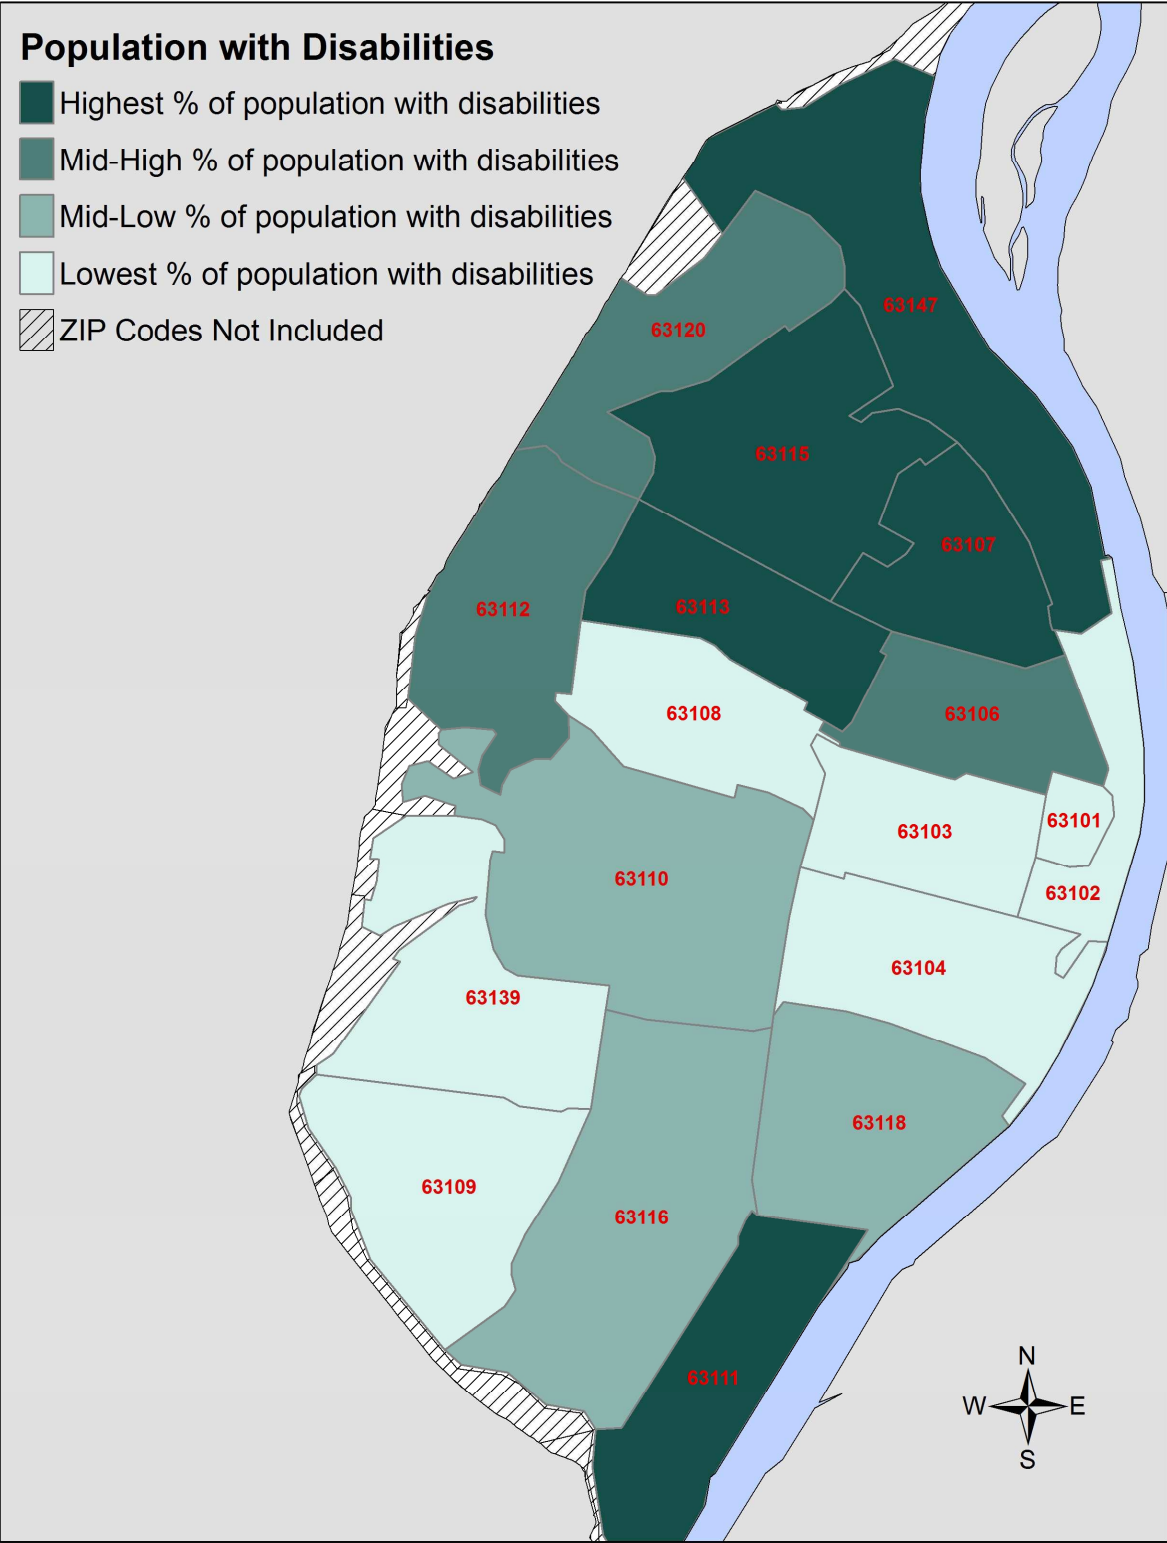 Population with Disabilities
Highest % of population with disabilities
Mid-High % of population with disabilities
Mid-Low % of population with disabilities
Lowest % of population with disabilities
ZIP Codes Not Included
63147
63120
63115
63107
63113
63112
63108
63106
63101
63103
63110
63102
63104
63139
63118
63109
63116
63111
N
W E
S